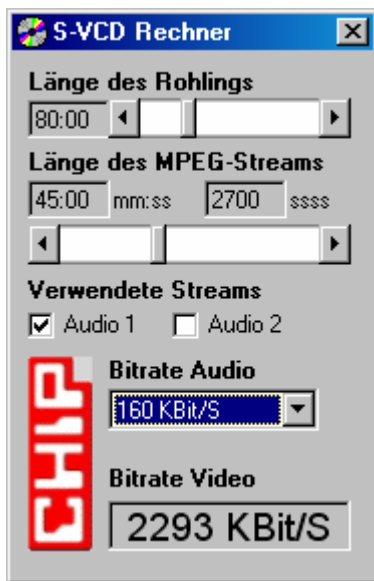 S-VCD Rechner
Länge des Rohlings
80:00
Länge des MPEG-Streams
45:00 mm:ss 2700 ssss
Verwendete Streams
Audio 1 Audio 2
CHIP
Bitrate Audio
160 KBit/S
Bitrate Video
2293 KBit/S